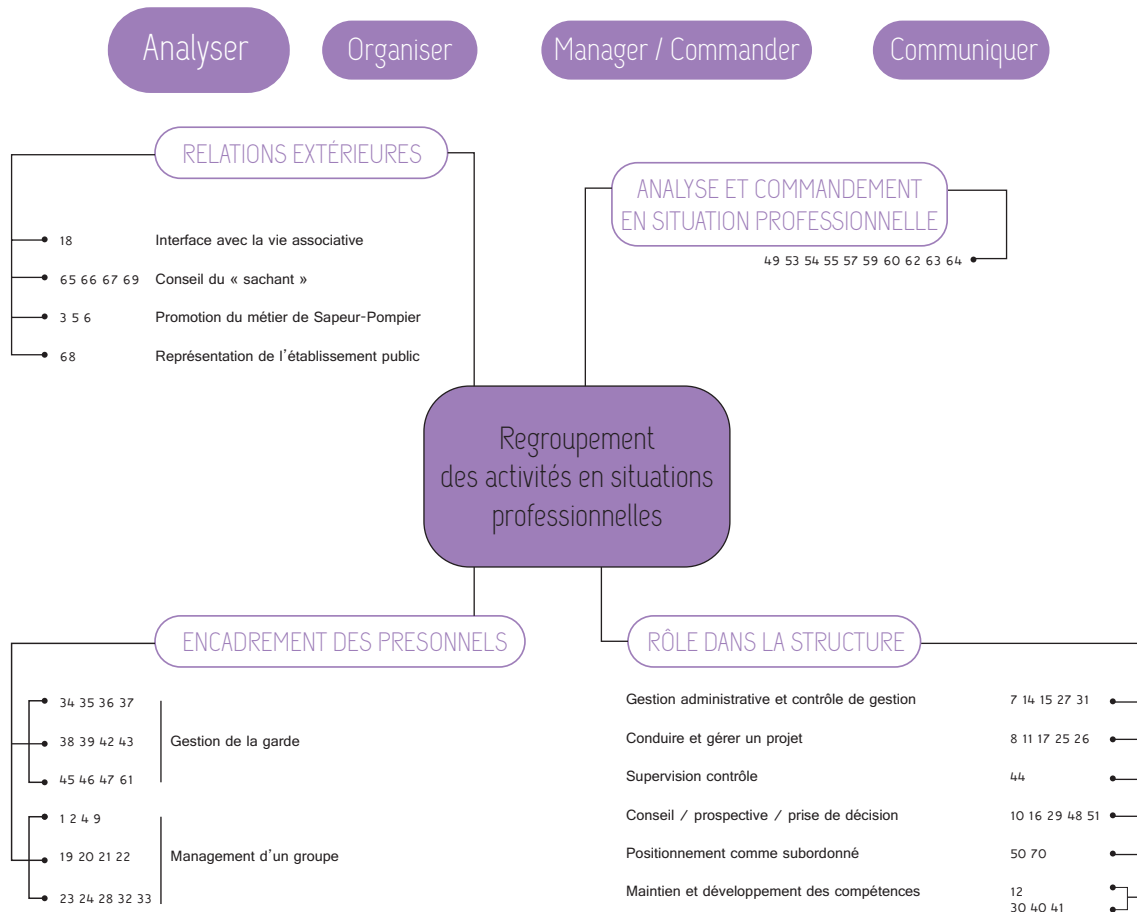 Analyser
Organiser
Manager / Commander
Communiquer
RELATIONS EXTÉRIEURES
18 Interface avec la vie associative
65 66 67 69 Conseil du « sachant »
3 5 6 Promotion du métier de Sapeur-Pompier
68 Représentation de l'établissement public
ANALYSE ET COMMANDEMENT
EN SITUATION PROFESSIONNELLE
49 53 54 55 57 59 60 62 63 64
Regroupement
des activités en situations
professionnelles
ENCADREMENT DES PRESONNELS
34 35 36 37
38 39 42 43 Gestion de la garde
45 46 47 61
1 2 4 9
19 20 21 22 Management d'un groupe
23 24 28 32 33
RÔLE DANS LA STRUCTURE
Gestion administrative et contrôle de gestion 7 14 15 27 31
Conduire et gérer un projet 8 11 17 25 26
Supervision contrôle 44
Conseil / prospective / prise de décision 10 16 29 48 51
Positionnement comme subordonné 50 70
Maintien et développement des compétences 12
30 40 41